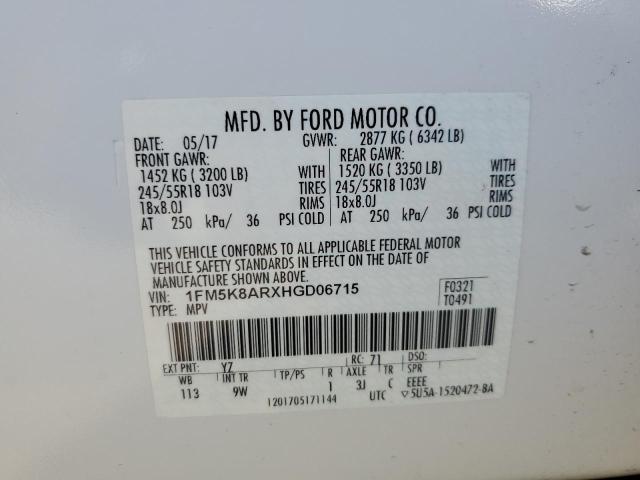 MFD. BY FORD MOTOR CO.
DATE: 05/17 GVWR: 2877 KG ( 6342 LB)
FRONT GAWR: REAR GAWR:
1452 KG ( 3200 LB) WITH 1520 KG ( 3350 LB) WITH
245/55R18 103V TIRES 245/55R18 103V TIRES
18x8.0J RIMS 18x8.0J RIMS
AT 250 kPa/ 36 PSI COLD AT 250 kPa/ 36 PSI COLD
THIS VEHICLE CONFORMS TO ALL APPLICABLE FEDERAL MOTOR
VEHICLE SAFETY STANDARDS IN EFFECT ON THE DATE OF
MANUFACTURE SHOWN ABOVE.
VIN: 1FM5K8ARXHGD06715 F0321
TYPE: MPV T0491
EXT PNT: YZ RC: 71 DSO:
WB INT TR TP/PS R AXLE TR SPR
113 9W 1 3J C EEEE
1201705171144 UTC ▽5U5A-1520472-BA